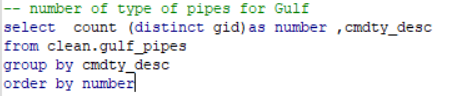 -- number of type of pipes for Gulf
select  count (distinct gid)as number ,cmdty_desc
from clean.gulf_pipes
group by cmdty_desc
order by number